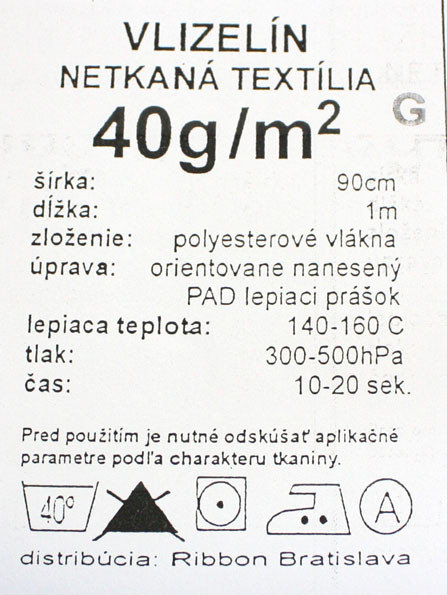 VLIZELÍN
NETKANÁ TEXTÍLIA
40g/m² G
šírka: 90cm
dĺžka: 1m
zloženie: polyesterové vlákna
úprava: orientovane nanesený
PAD lepiaci prášok
lepiaca teplota: 140-160 C
tlak: 300-500hPa
čas: 10-20 sek.
Pred použitím je nutné odskúšať aplikačné
parametre podľa charakteru tkaniny.
40° A
distribúcia: Ribbon Bratislava